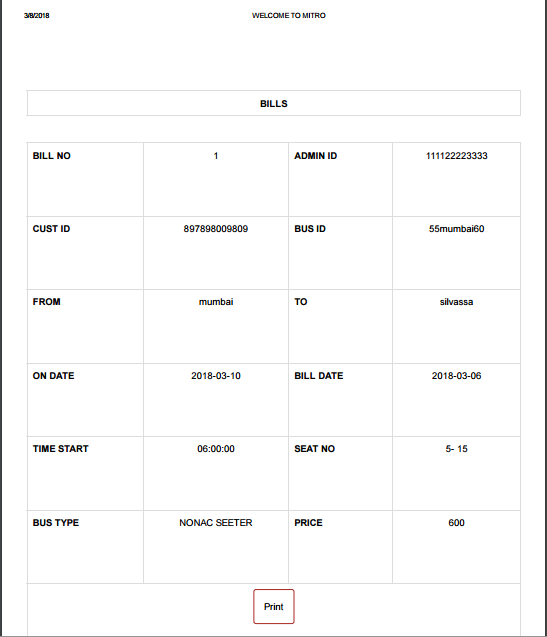 3/8/2018 WELCOME TO MITRO
BILLS
BILL NO 1 ADMIN ID 111122223333
CUST ID 897898009809 BUS ID 55mumbai60
FROM mumbai TO silvassa
ON DATE 2018-03-10 BILL DATE 2018-03-06
TIME START 06:00:00 SEAT NO 5- 15
BUS TYPE NONAC SEETER PRICE 600
Print